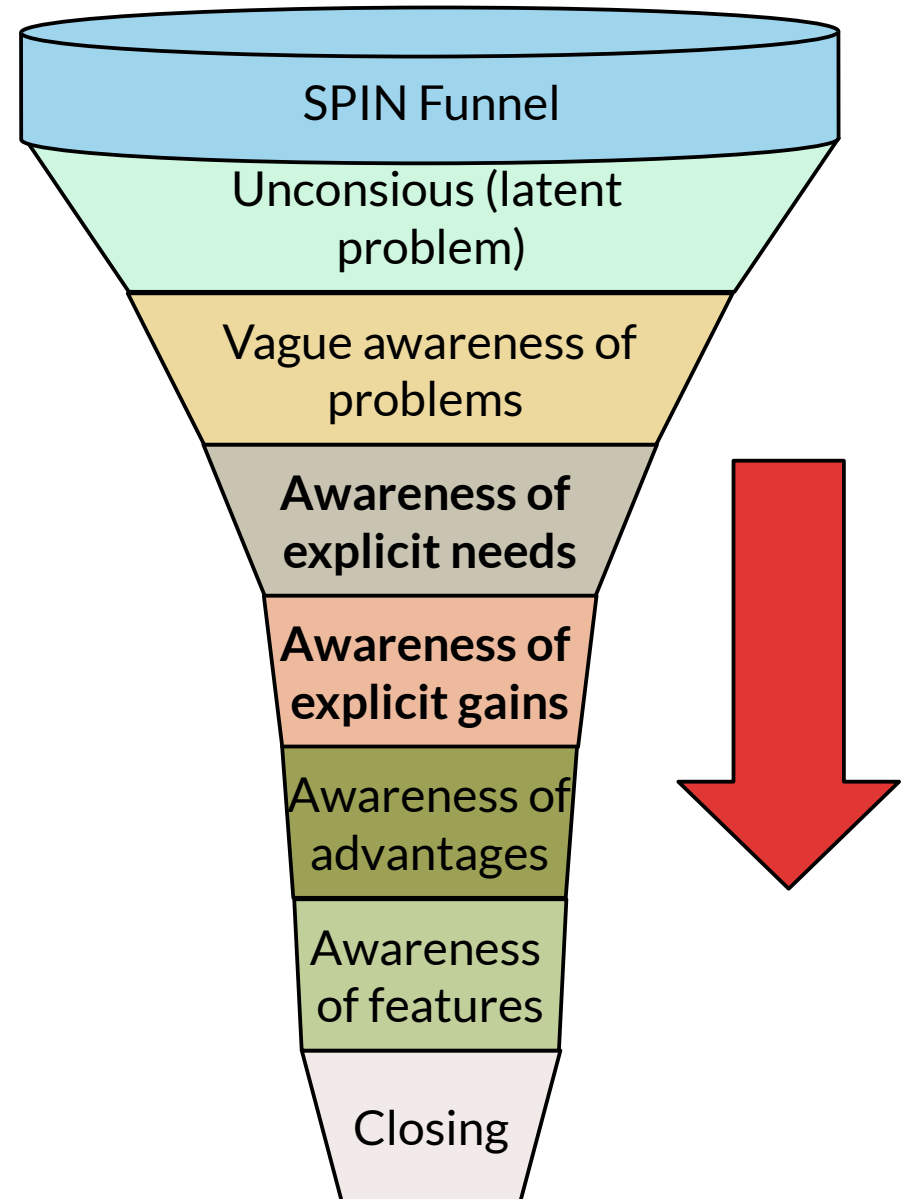 SPIN Funnel
Unconsious (latent
problem)
Vague awareness of
problems
Awareness of
explicit needs
Awareness of
explicit gains
Awareness of
advantages
Awareness
of features
Closing